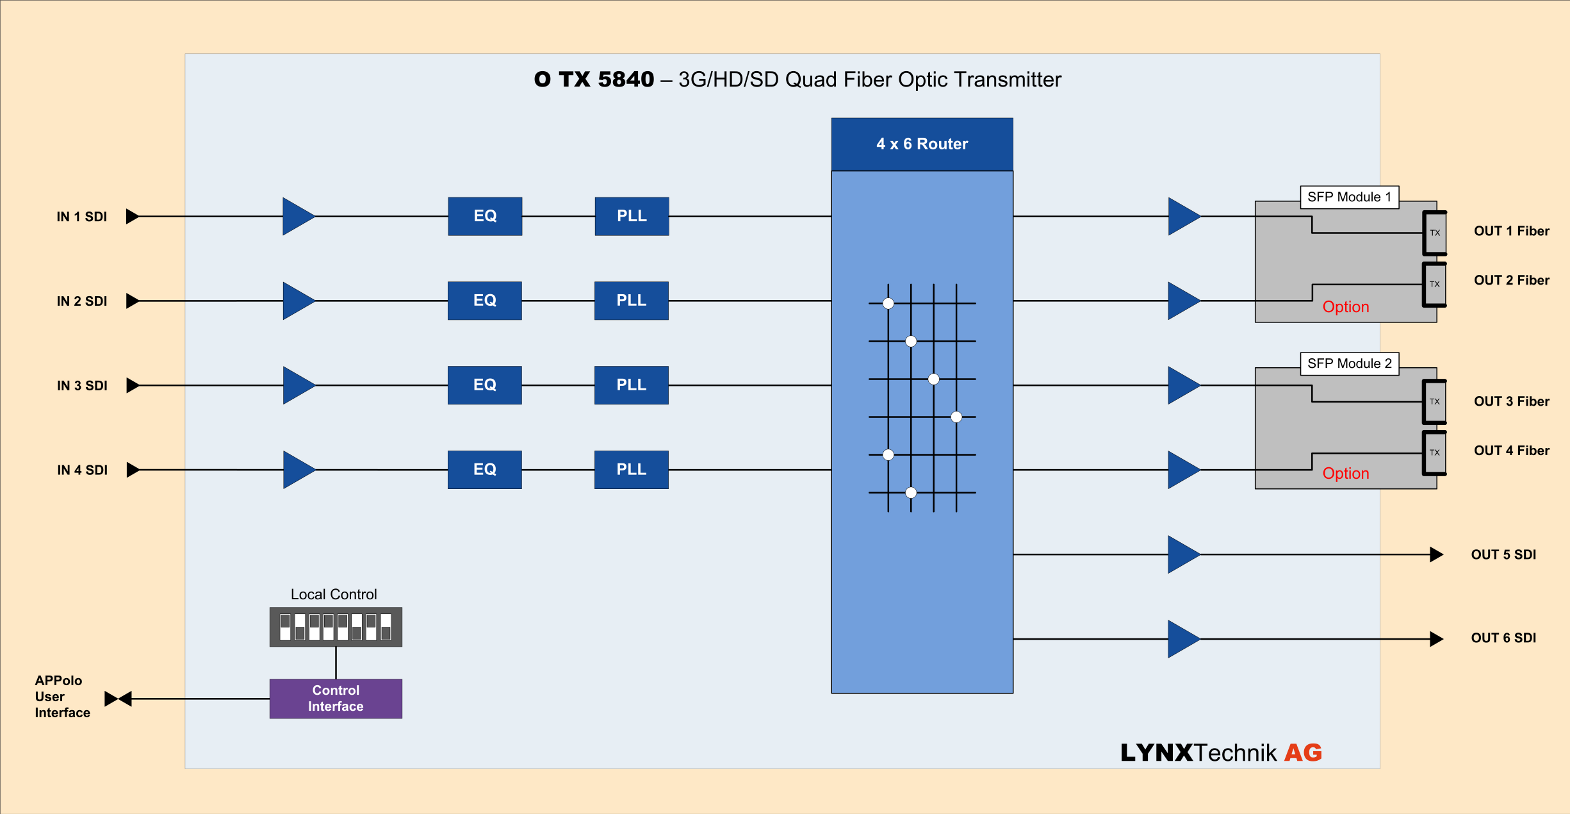 O TX 5840 – 3G/HD/SD Quad Fiber Optic Transmitter
4 x 6 Router
SFP Module 1
IN 1 SDI
EQ
PLL
TX
OUT 1 Fiber
IN 2 SDI
EQ
PLL
TX
OUT 2 Fiber
Option
SFP Module 2
IN 3 SDI
EQ
PLL
TX
OUT 3 Fiber
IN 4 SDI
EQ
PLL
TX
OUT 4 Fiber
Option
OUT 5 SDI
Local Control
OUT 6 SDI
APPolo
User
Interface
Control
Interface
LYNXTechnik AG